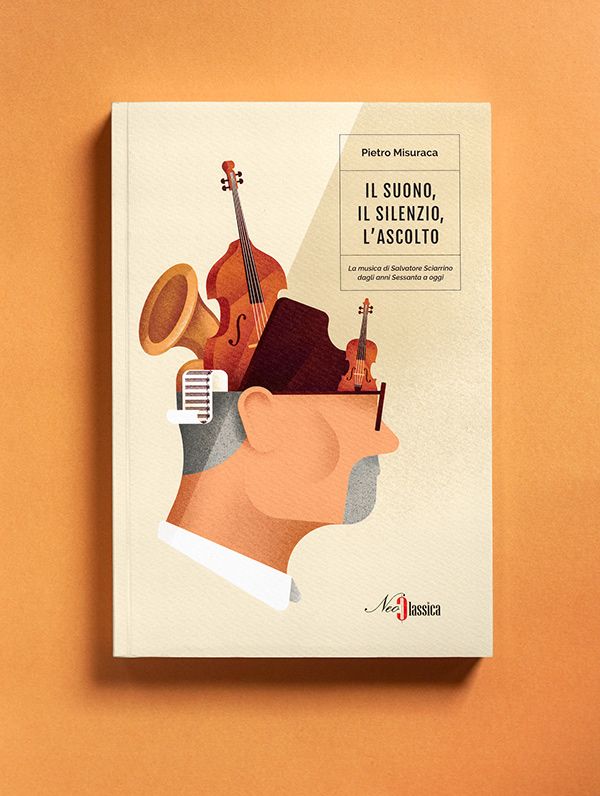 Pietro Misuraca
IL SUONO,
IL SILENZIO,
L'ASCOLTO
La musica di Salvatore Sciarrino
dagli anni Sessanta a oggi
NeoClassica